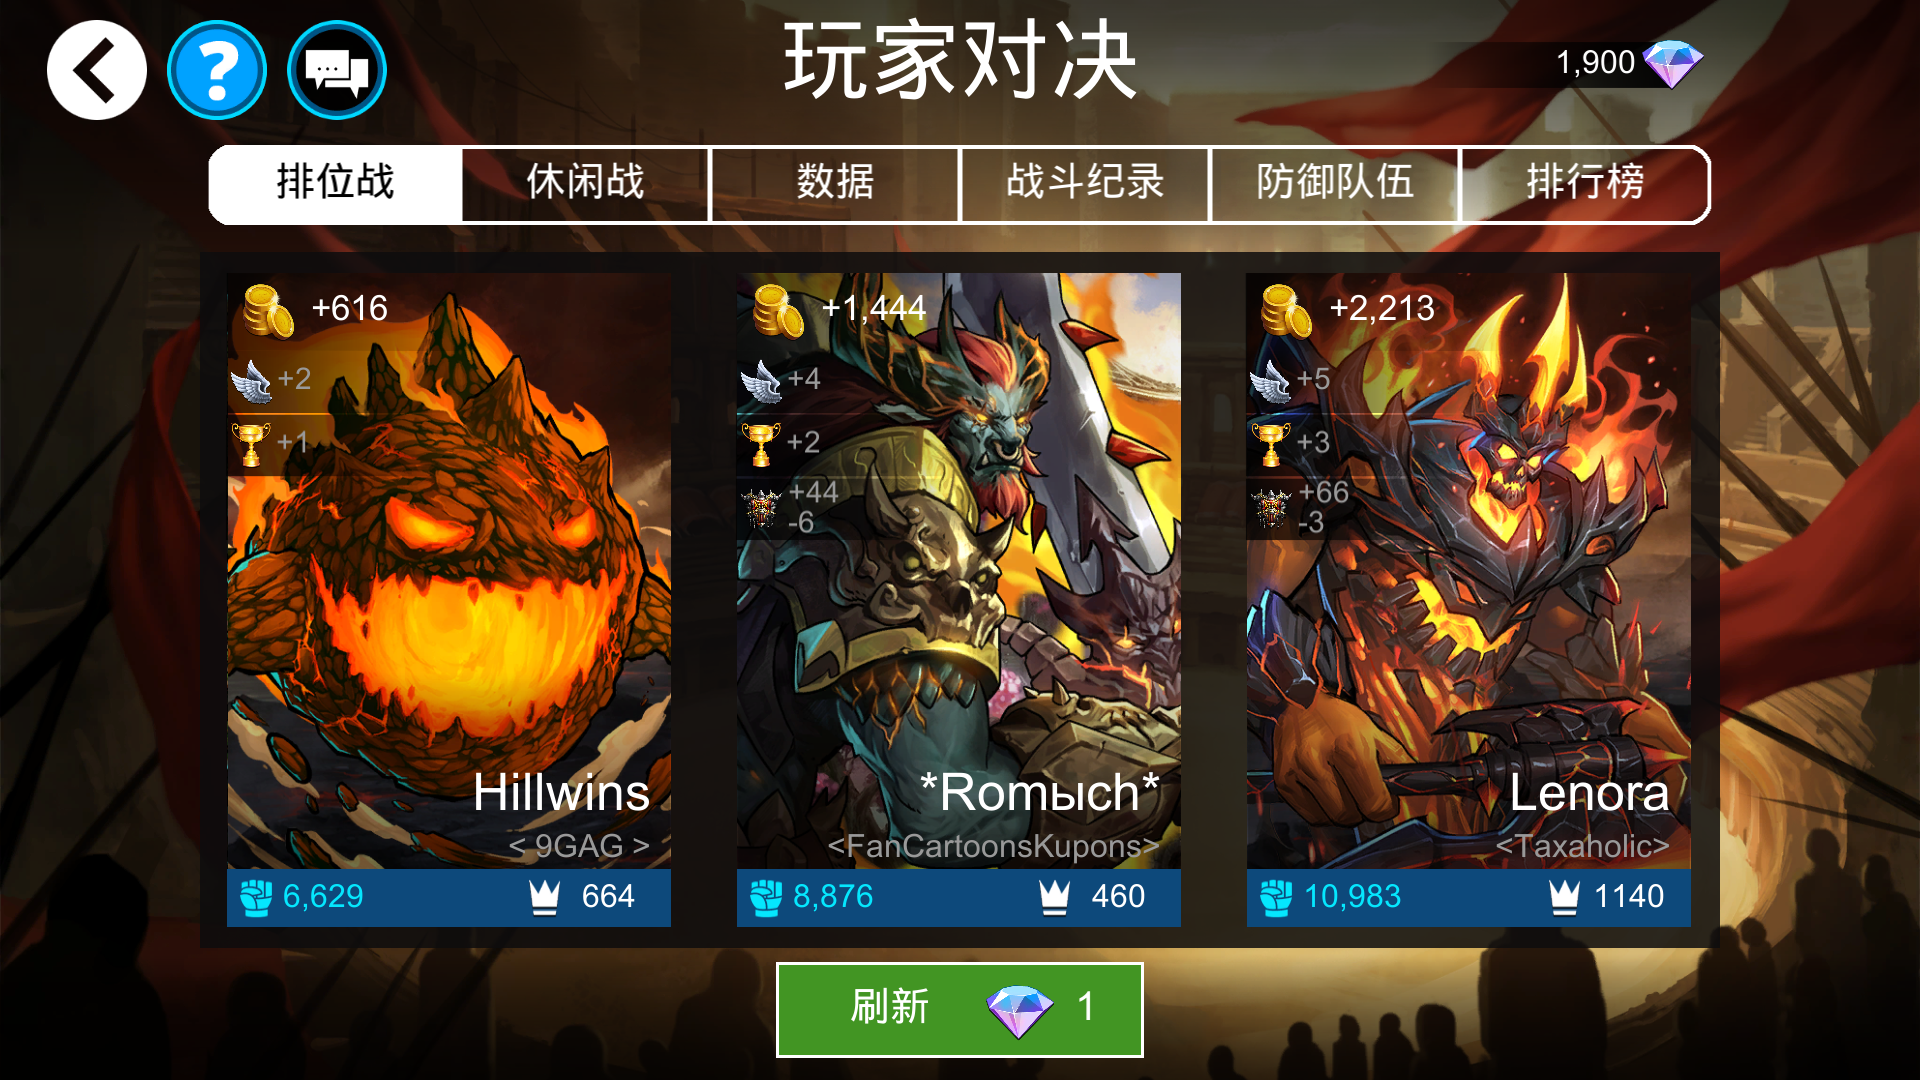 玩家对决
1,900
排位战
休闲战
数据
战斗纪录
防御队伍
排行榜
+616
+2
+1
Hillwins
< 9GAG >
6,629
664
+1,444
+4
+2
+44
-6
*Romыch*
<FanCartoonsKupons>
8,876
460
+2,213
+5
+3
+66
-3
Lenora
<Taxaholic>
10,983
1140
刷新 1